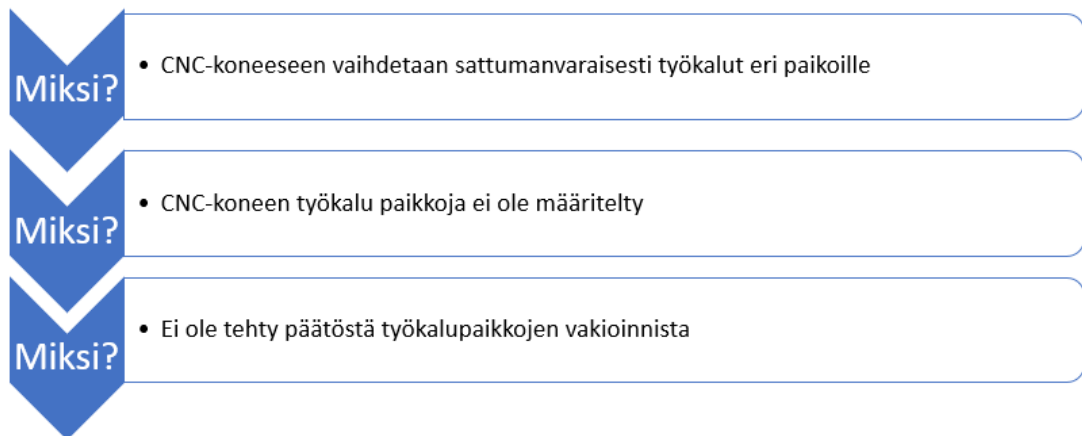 Miksi?
• CNC-koneeseen vaihdetaan sattumanvaraisesti työkalut eri paikoille
Miksi?
• CNC-koneen työkalu paikkoja ei ole määritelty
Miksi?
• Ei ole tehty päätöstä työkalupaikkojen vakioinnista